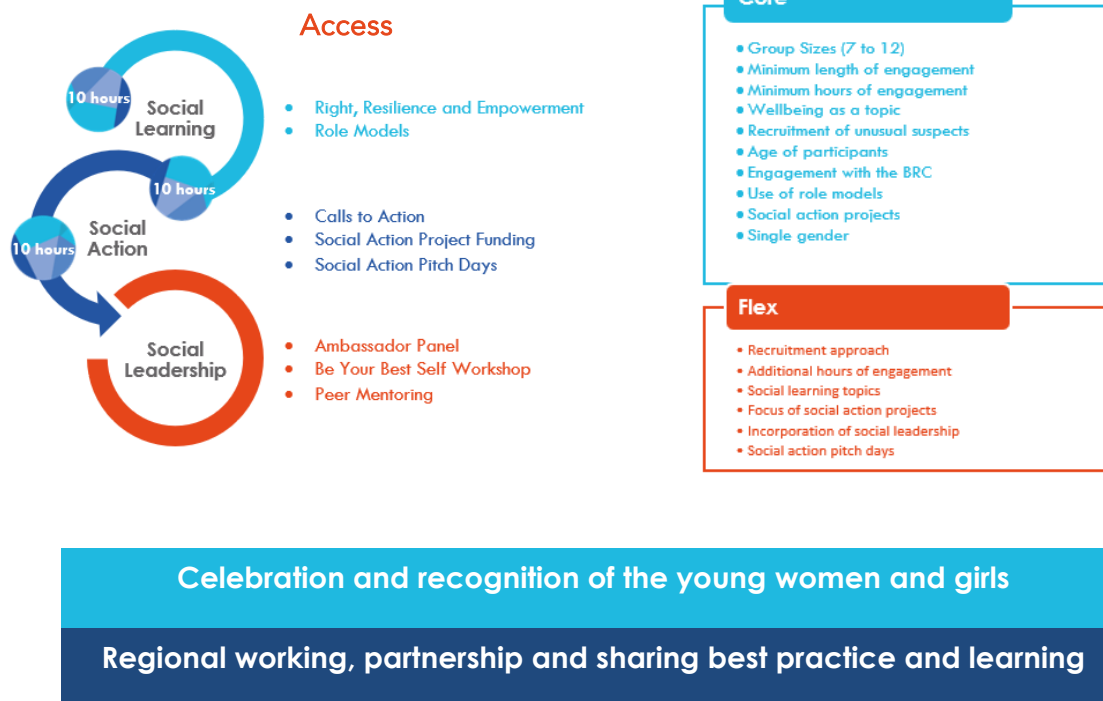 Access
10 hours
Social
Learning
• Right, Resilience and Empowerment
• Role Models
10 hours
10 hours
Social
Action
• Calls to Action
• Social Action Project Funding
• Social Action Pitch Days
Social
Leadership
• Ambassador Panel
• Be Your Best Self Workshop
• Peer Mentoring
Core
• Group Sizes (7 to 12)
• Minimum length of engagement
• Minimum hours of engagement
• Wellbeing as a topic
• Recruitment of unusual suspects
• Age of participants
• Engagement with the BRC
• Use of role models
• Social action projects
• Single gender
Flex
• Recruitment approach
• Additional hours of engagement
• Social learning topics
• Focus of social action projects
• Incorporation of social leadership
• Social action pitch days
Celebration and recognition of the young women and girls
Regional working, partnership and sharing best practice and learning